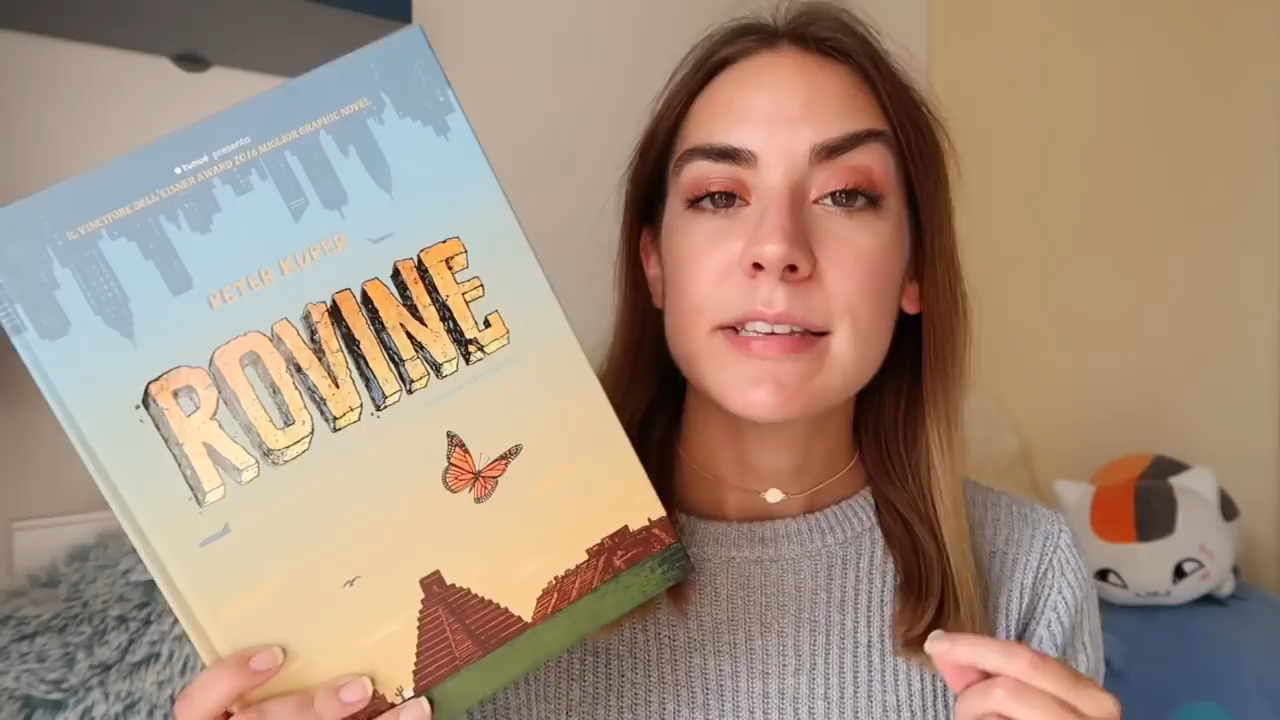 tunué presenta
IL VINCITORE DELL'EISNER AWARD 2016 MIGLIOR GRAPHIC NOVEL
PETER KUPER
ROVINE